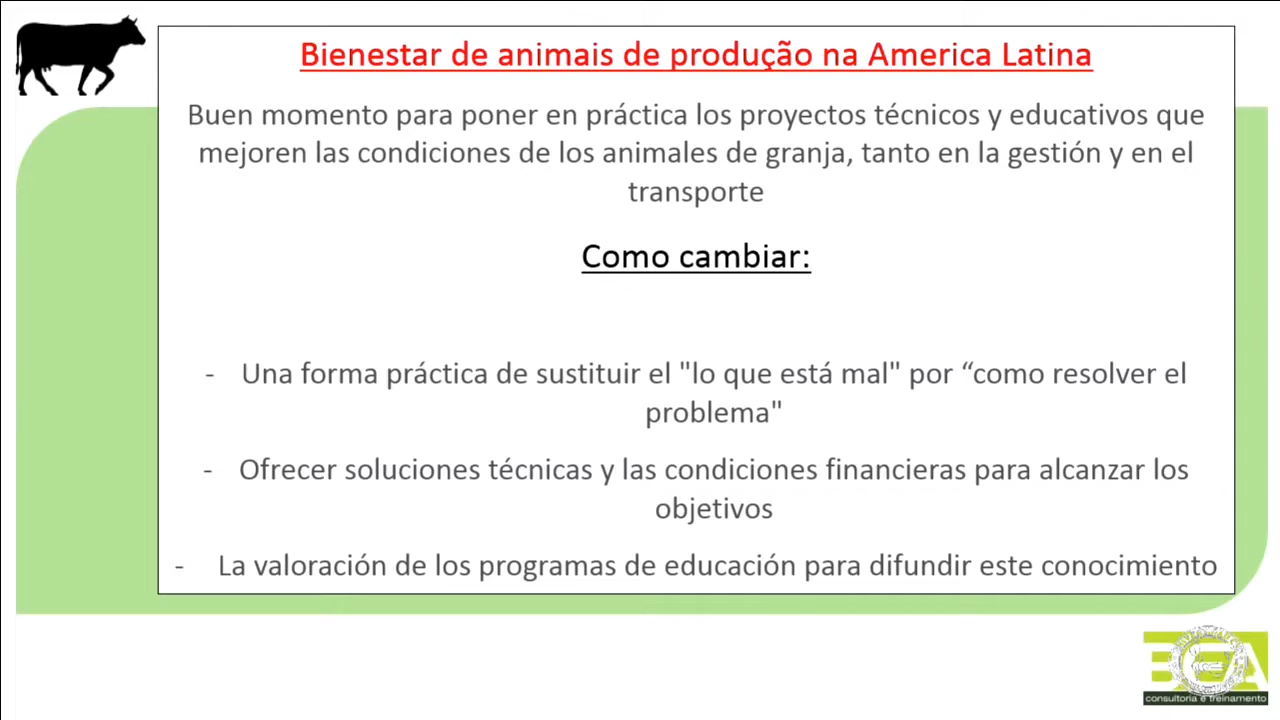 Bienestar de animais de produção na America Latina
Buen momento para poner en práctica los proyectos técnicos y educativos que
mejoren las condiciones de los animales de granja, tanto en la gestión y en el
transporte
Como cambiar:
- Una forma práctica de sustituir el "lo que está mal" por “como resolver el
problema"
- Ofrecer soluciones técnicas y las condiciones financieras para alcanzar los
objetivos
- La valoración de los programas de educación para difundir este conocimiento
BEA
consultoria e treinamento